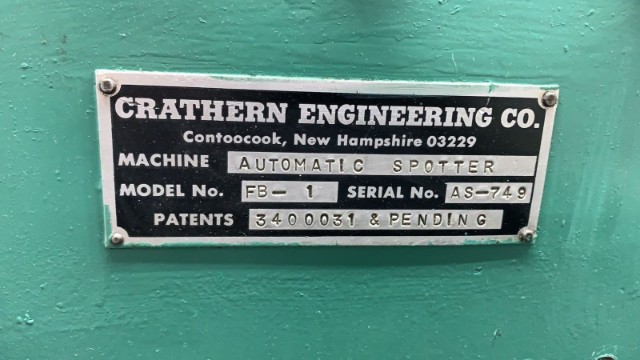 CRATHERN ENGINEERING CO.
Contoocook, New Hampshire 03229
MACHINE AUTOMATIC SPOTTER
MODEL No. FB-1 SERIAL No. AS-749
PATENTS 3400031 & PENDING